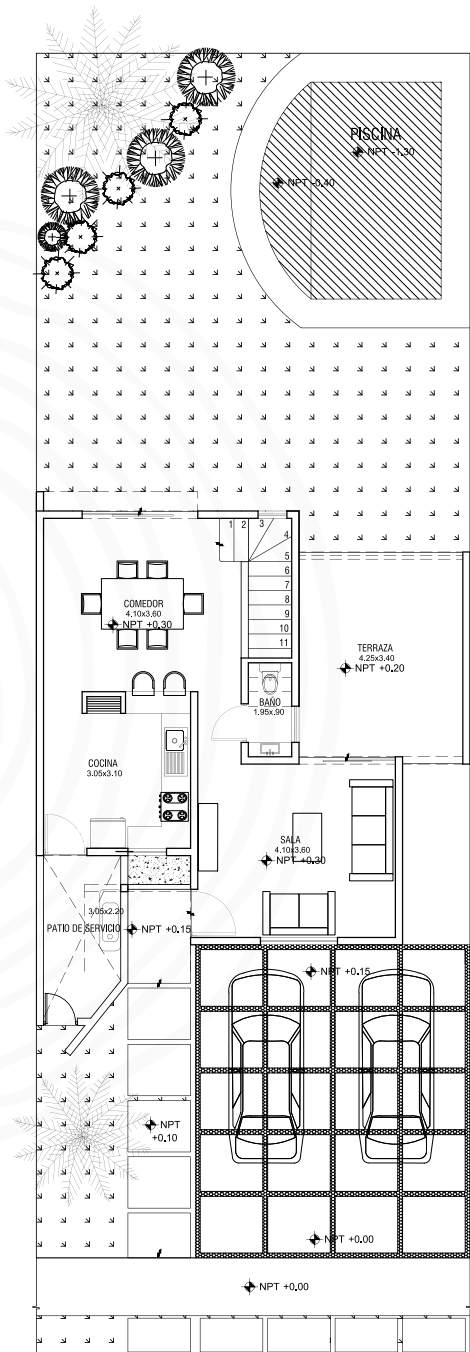 PISCINA
NPT -1.30
NPT -0.40
1
2
3
4
5
6
7
8
9
10
11
COMEDOR
4.10x3.60
NPT +0.30
TERRAZA
4.25x3.40
NPT +0.20
BAÑO
1.95x.90
COCINA
3.05x3.10
SALA
4.10x3.60
NPT +0.30
3.05x2.20
PATIO DE SERVICIO
NPT +0.15
NPT +0.15
NPT
+0.10
NPT +0.00
NPT +0.00